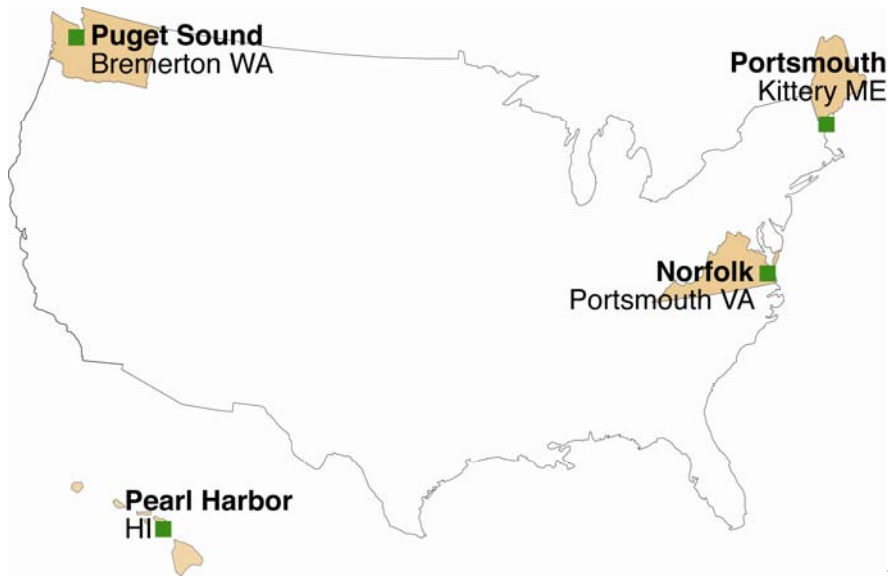 Puget Sound
Bremerton WA
Portsmouth
Kittery ME
Norfolk
Portsmouth VA
Pearl Harbor
HI